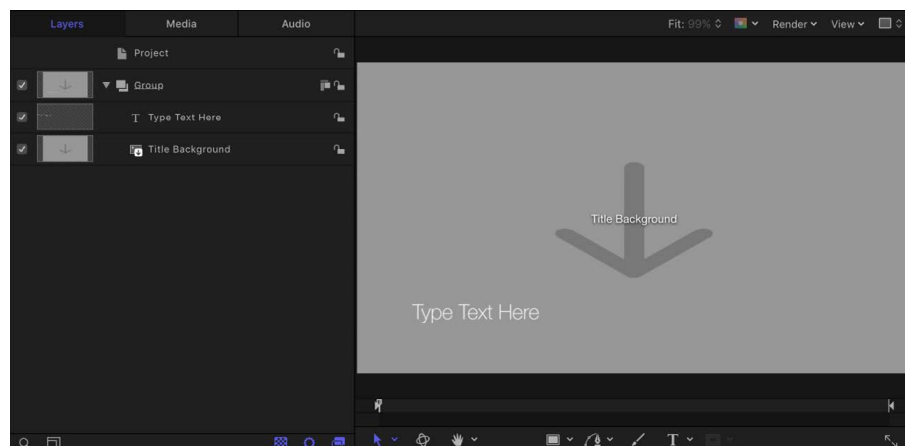 Layers Media Audio
Fit: 99% Render View
Project
Group
T Type Text Here
Title Background
Title Background
Type Text Here
T